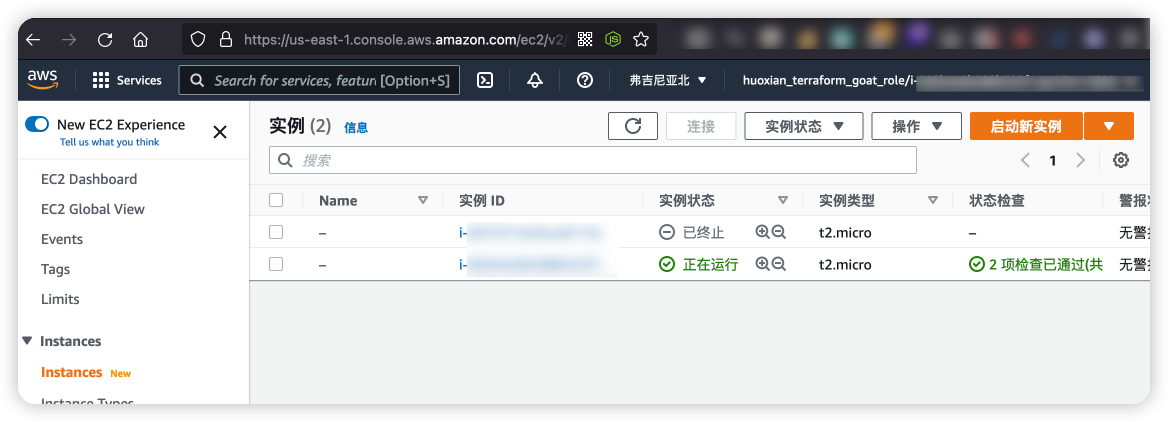 https://us-east-1.console.aws.amazon.com/ec2/v2/
aws
Services
Search for services, featur [Option+S]
弗吉尼亚北
huoxian_terraform_goat_role/i-
New EC2 Experience
Tell us what you think
EC2 Dashboard
EC2 Global View
Events
Tags
Limits
Instances
Instances New
Instance Types
实例 (2) 信息
连接
实例状态
操作
启动新实例
搜索
1
Name 实例 ID 实例状态 实例类型 状态检查
– i- 已终止 t2.micro – 无警
– i- 正在运行 t2.micro 2 项检查已通过(共 无警